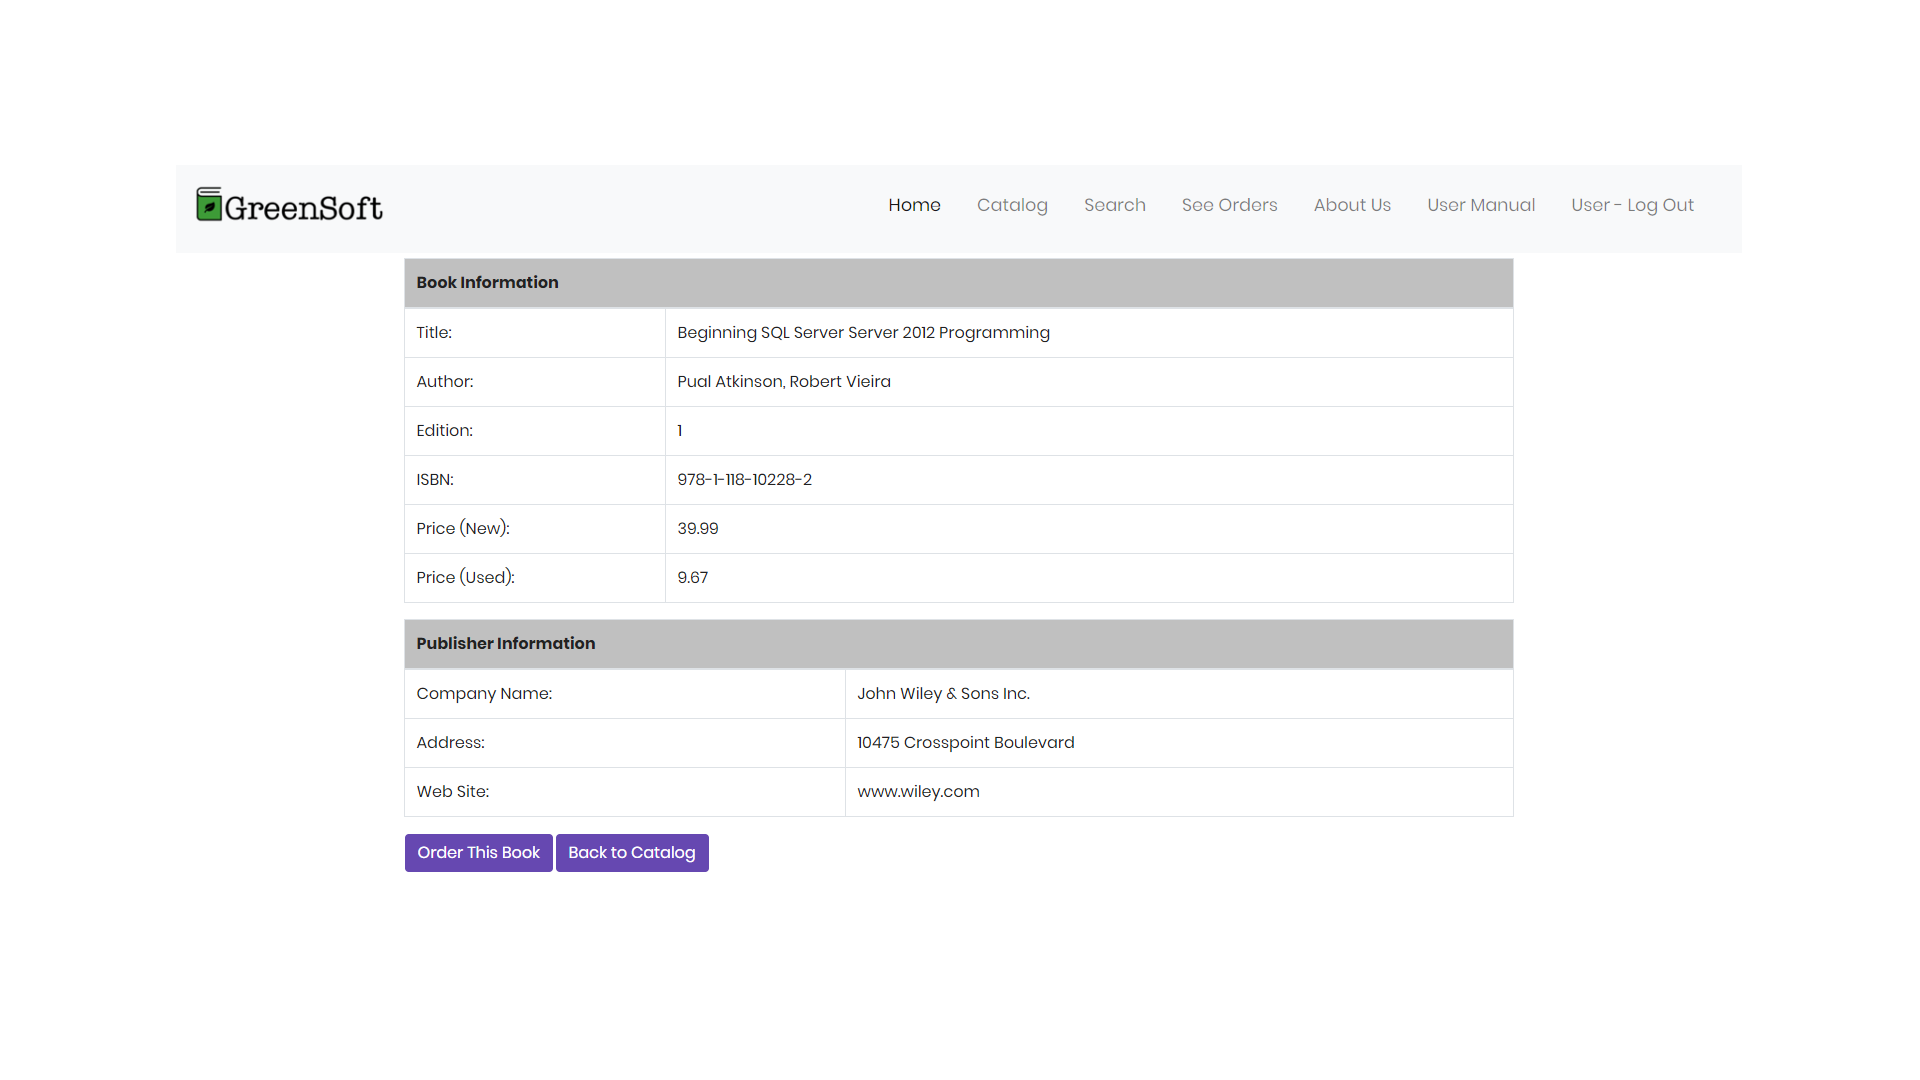 GreenSoft
Home Catalog Search See Orders About Us User Manual User - Log Out
Book Information
Title: Beginning SQL Server Server 2012 Programming
Author: Pual Atkinson, Robert Vieira
Edition: 1
ISBN: 978-1-118-10228-2
Price (New): 39.99
Price (Used): 9.67
Publisher Information
Company Name: John Wiley & Sons Inc.
Address: 10475 Crosspoint Boulevard
Web Site: www.wiley.com
Order This Book Back to Catalog